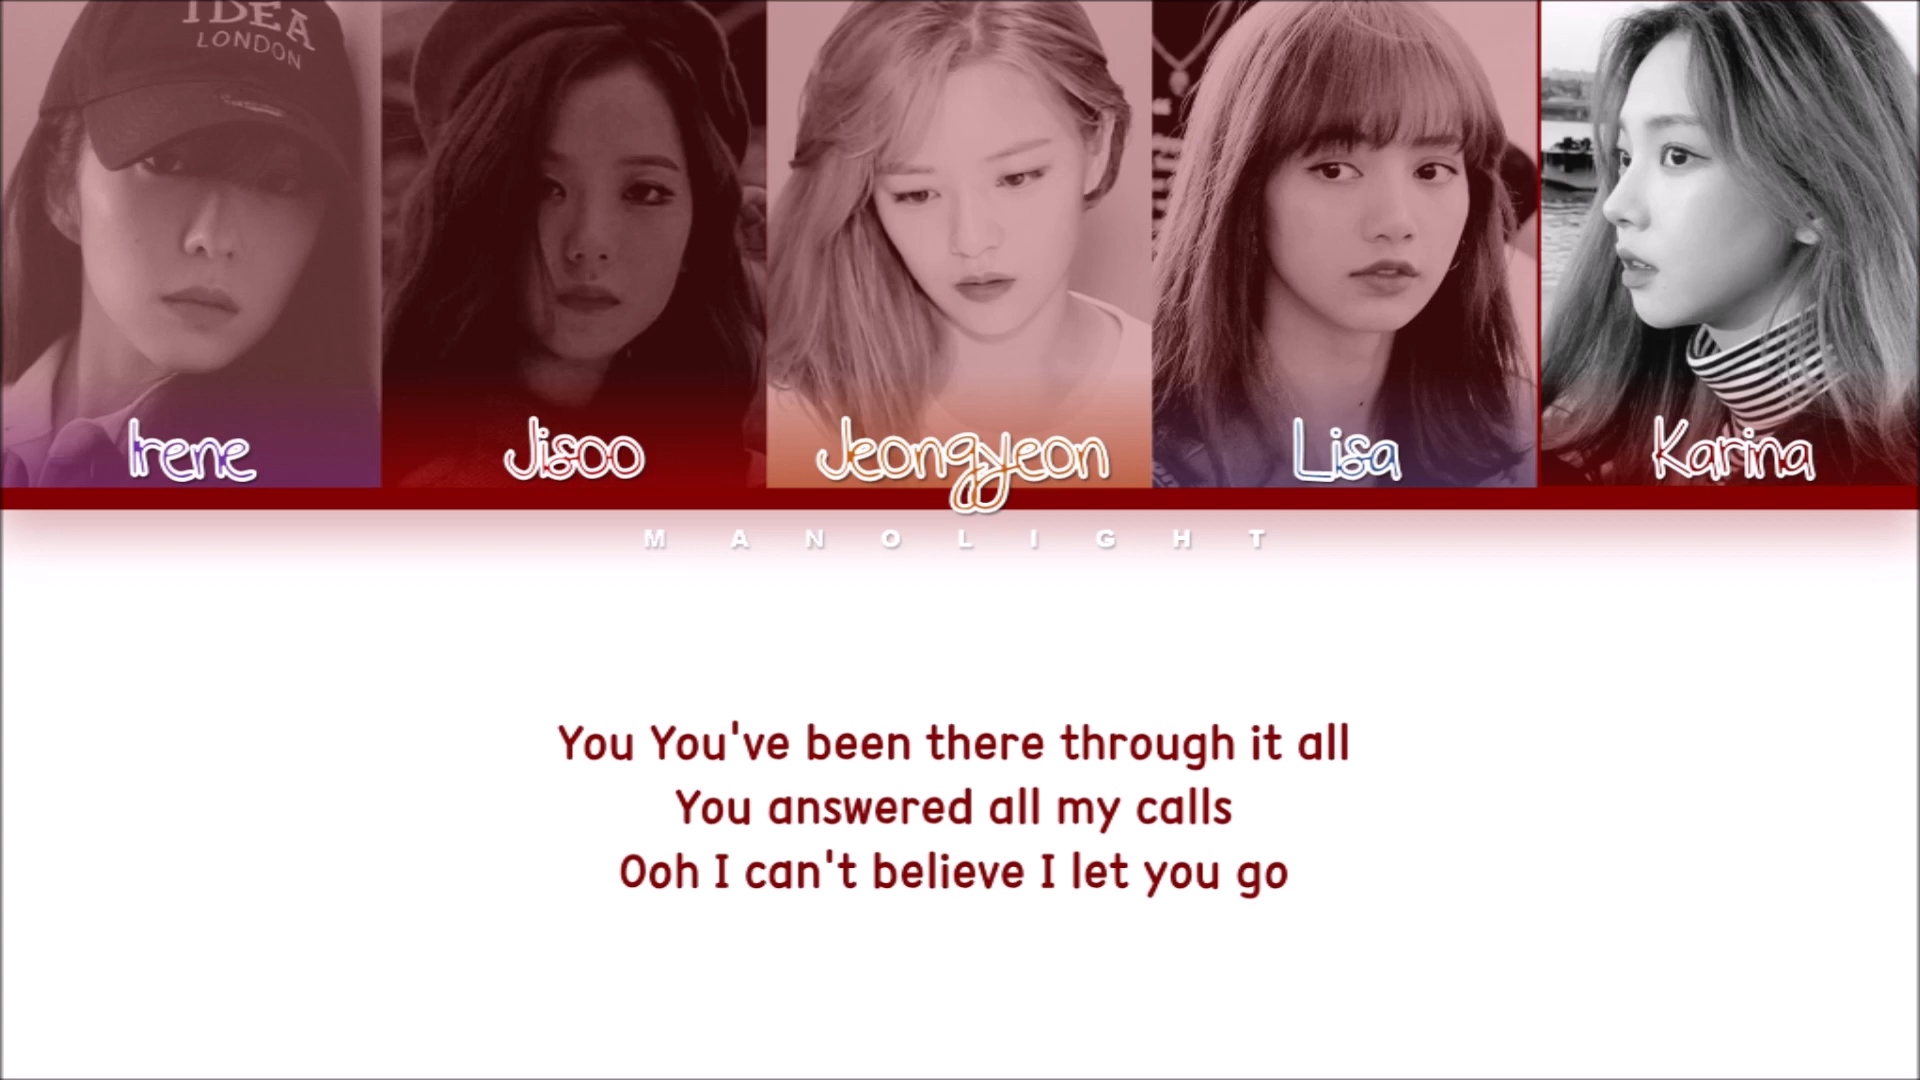 IDEA
LONDON
Irene
Jisoo
Jeongyeon
Lisa
Karina
MANOLIGHT
You You've been there through it all
You answered all my calls
Ooh I can't believe I let you go